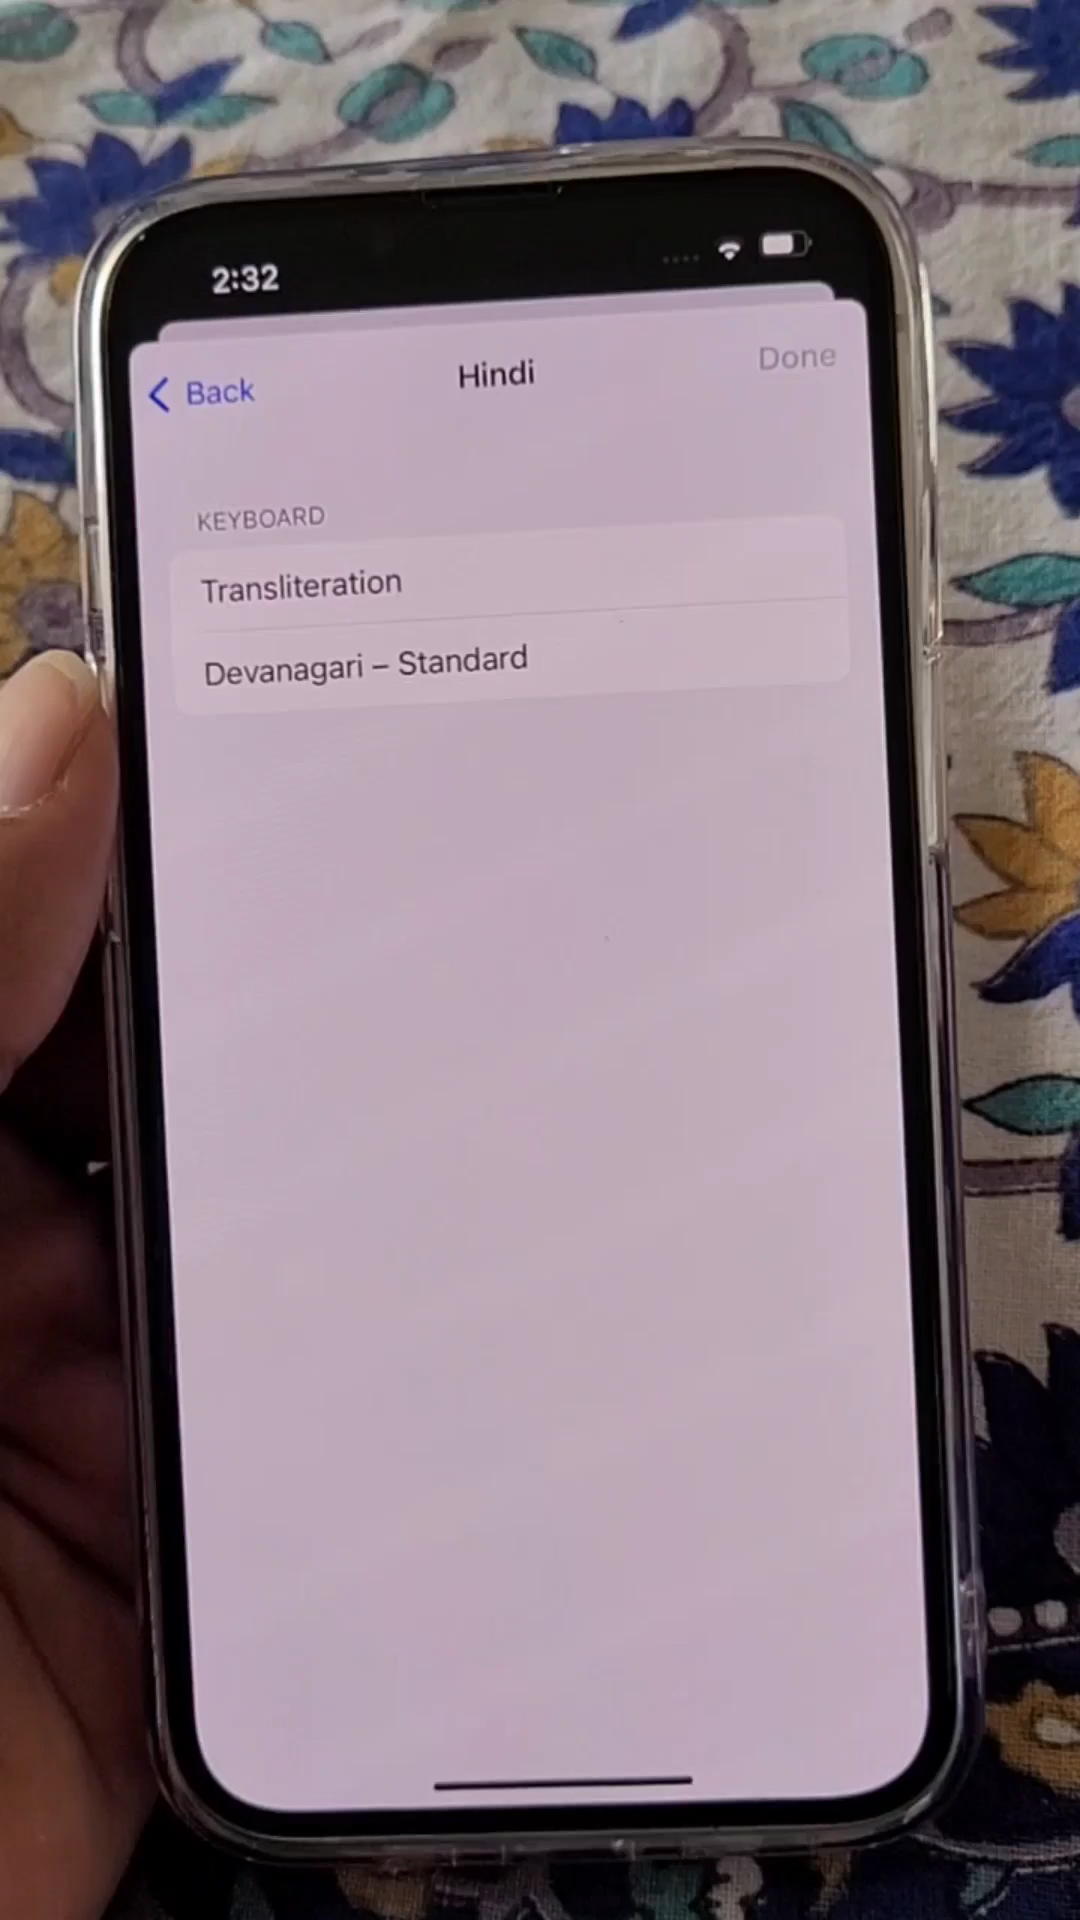 2:32
Back
Hindi
Done
KEYBOARD
Transliteration
Devanagari – Standard